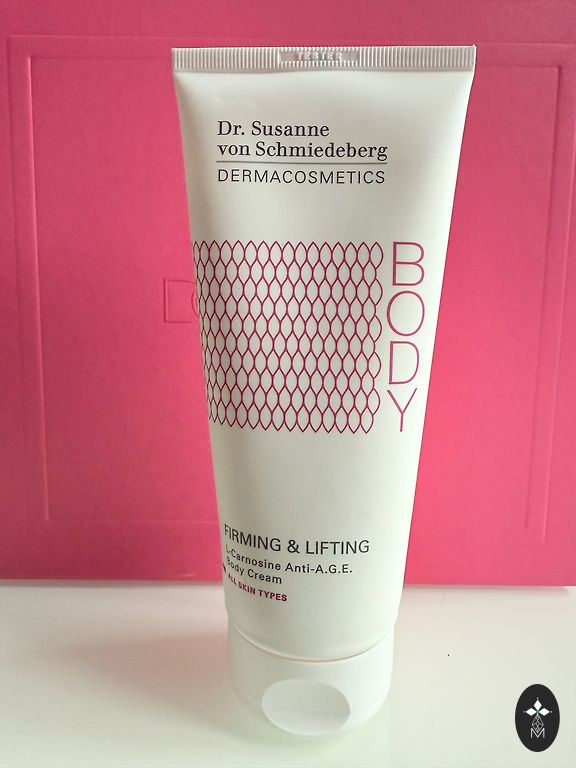 TESTER
Dr. Susanne
von Schmiedeberg
DERMACOSMETICS
BODY
FIRMING & LIFTING
L-Carnosine Anti-A.G.E.
Body Cream
ALL SKIN TYPES